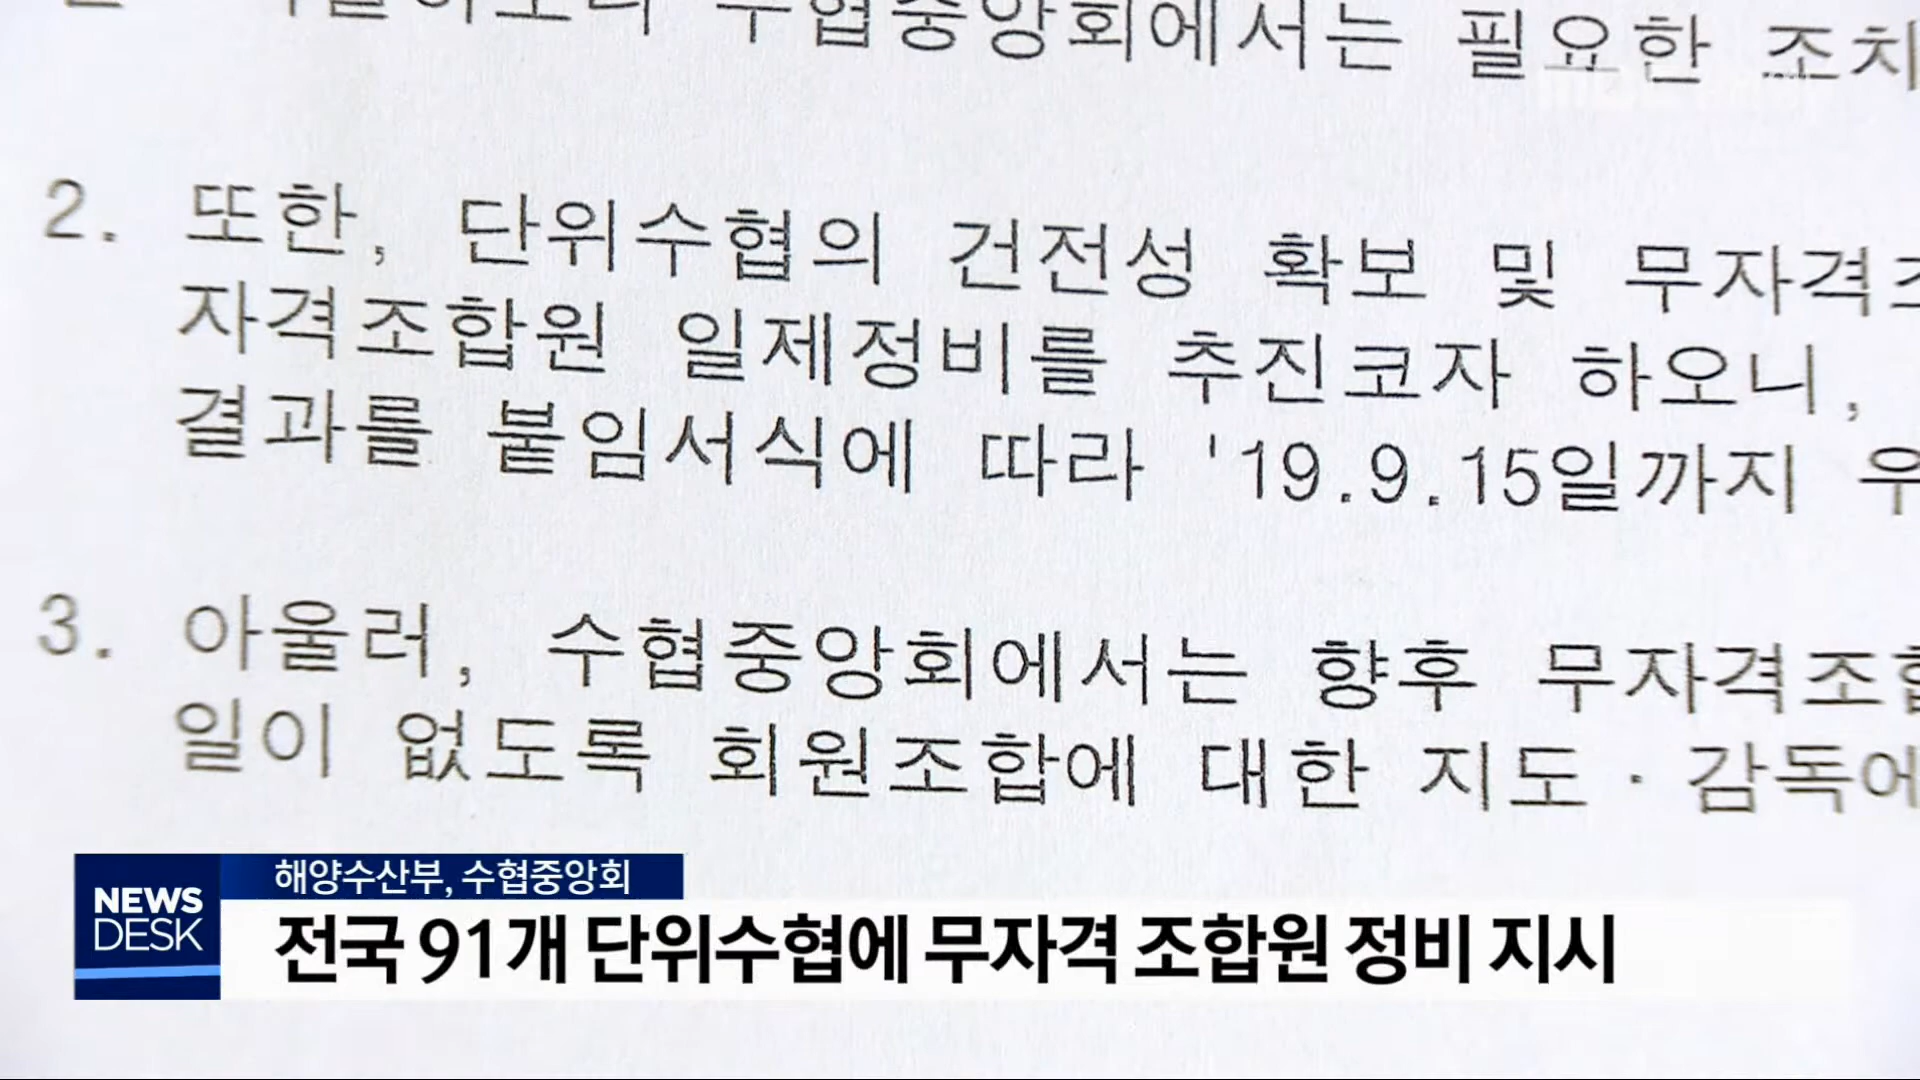 수협중앙회에서는 필요한 조치
2. 또한, 단위수협의 건전성 확보 및 무자격조
자격조합원 일제정비를 추진코자 하오니,
결과를 붙임서식에 따라 '19.9.15일까지 우
3. 아울러, 수협중앙회에서는 향후 무자격조합
일이 없도록 회원조합에 대한 지도·감독에
NEWS
DESK
해양수산부, 수협중앙회
전국 91개 단위수협에 무자격 조합원 정비 지시